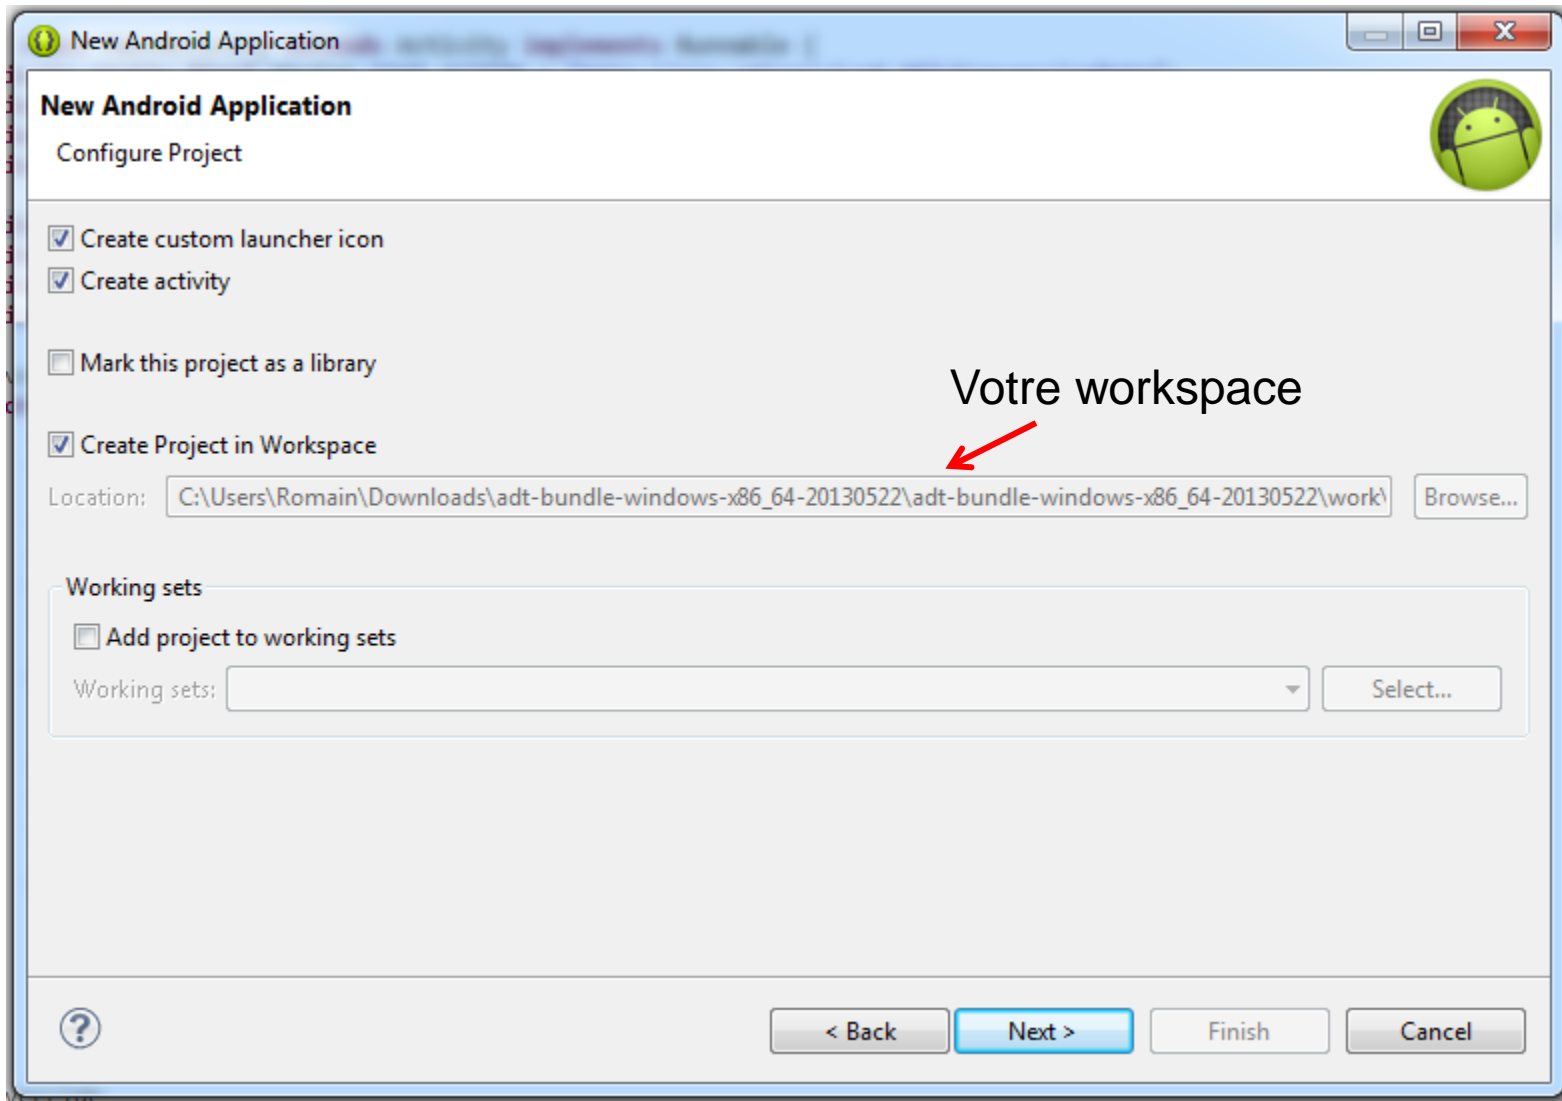 New Android Application
New Android Application
Configure Project
Create custom launcher icon
Create activity
Mark this project as a library
Votre workspace
Create Project in Workspace
Location: C:\Users\Romain\Downloads\adt-bundle-windows-x86_64-20130522\adt-bundle-windows-x86_64-20130522\work\ Browse...
Working sets
Add project to working sets
Working sets: Select...
< Back Next > Finish Cancel